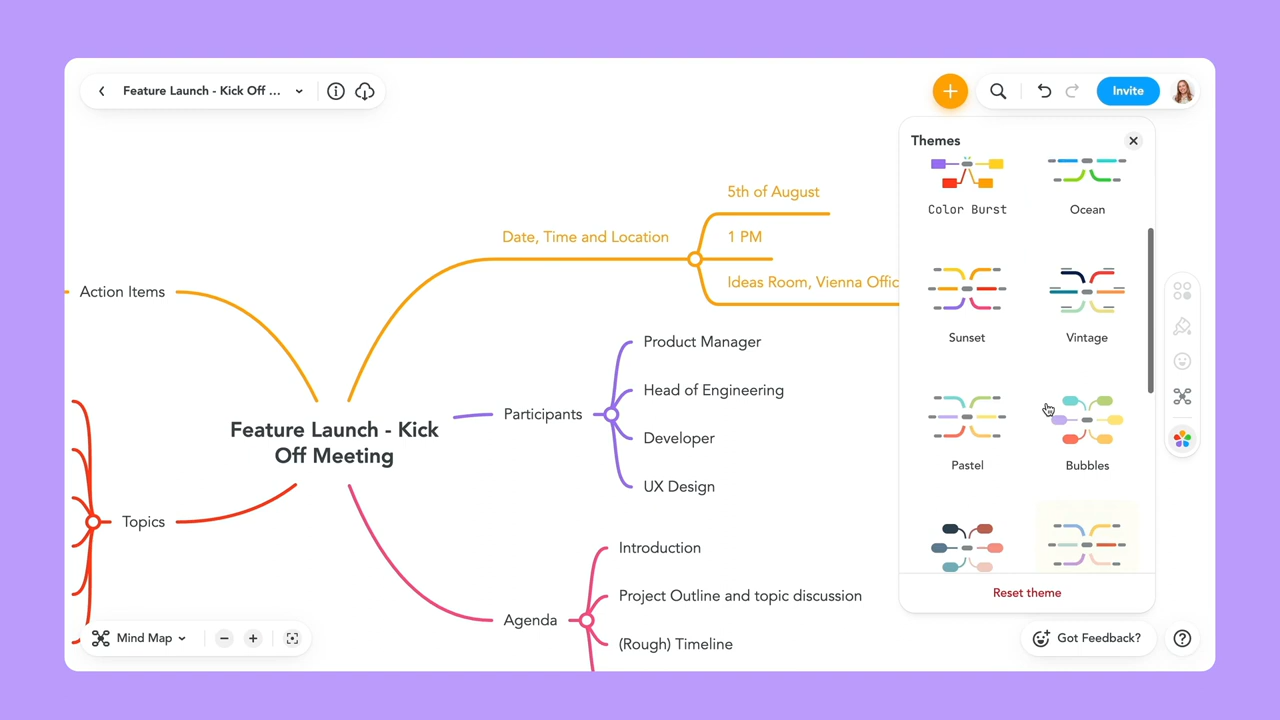 Feature Launch - Kick Off ...
Invite
Themes
Color Burst
Ocean
Sunset
Vintage
Pastel
Bubbles
Reset theme
5th of August
Date, Time and Location
1 PM
Ideas Room, Vienna Offic
Action Items
Product Manager
Head of Engineering
Participants
Developer
UX Design
Feature Launch - Kick
Off Meeting
Topics
Introduction
Project Outline and topic discussion
Agenda
(Rough) Timeline
Mind Map
Got Feedback?